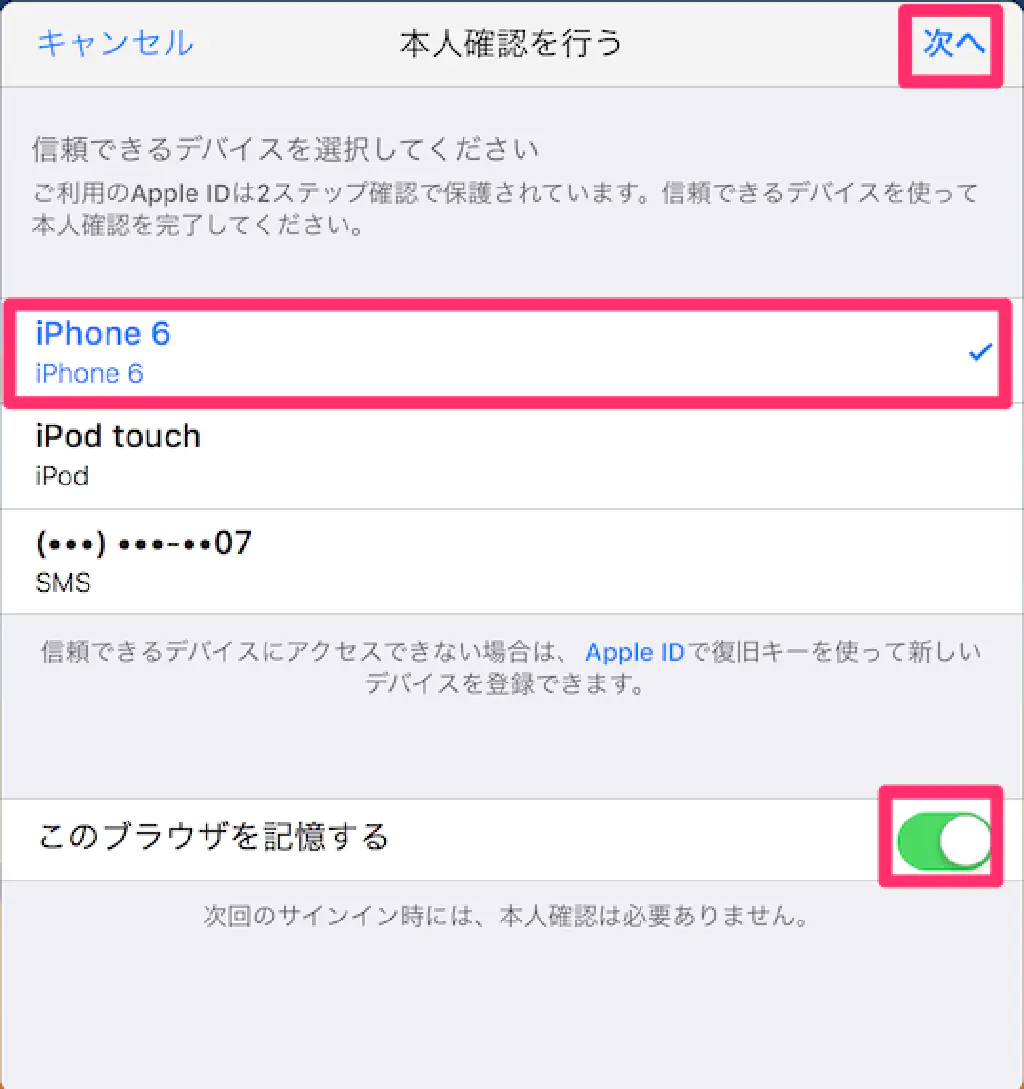 キャンセル 本人確認を行う 次へ
信頼できるデバイスを選択してください
ご利用のApple IDは2ステップ確認で保護されています。信頼できるデバイスを使って
本人確認を完了してください。
iPhone 6
iPhone 6
iPod touch
iPod
(•••) •••-••07
SMS
信頼できるデバイスにアクセスできない場合は、 Apple IDで復旧キーを使って新しい
デバイスを登録できます。
このブラウザを記憶する
次回のサインイン時には、本人確認は必要ありません。